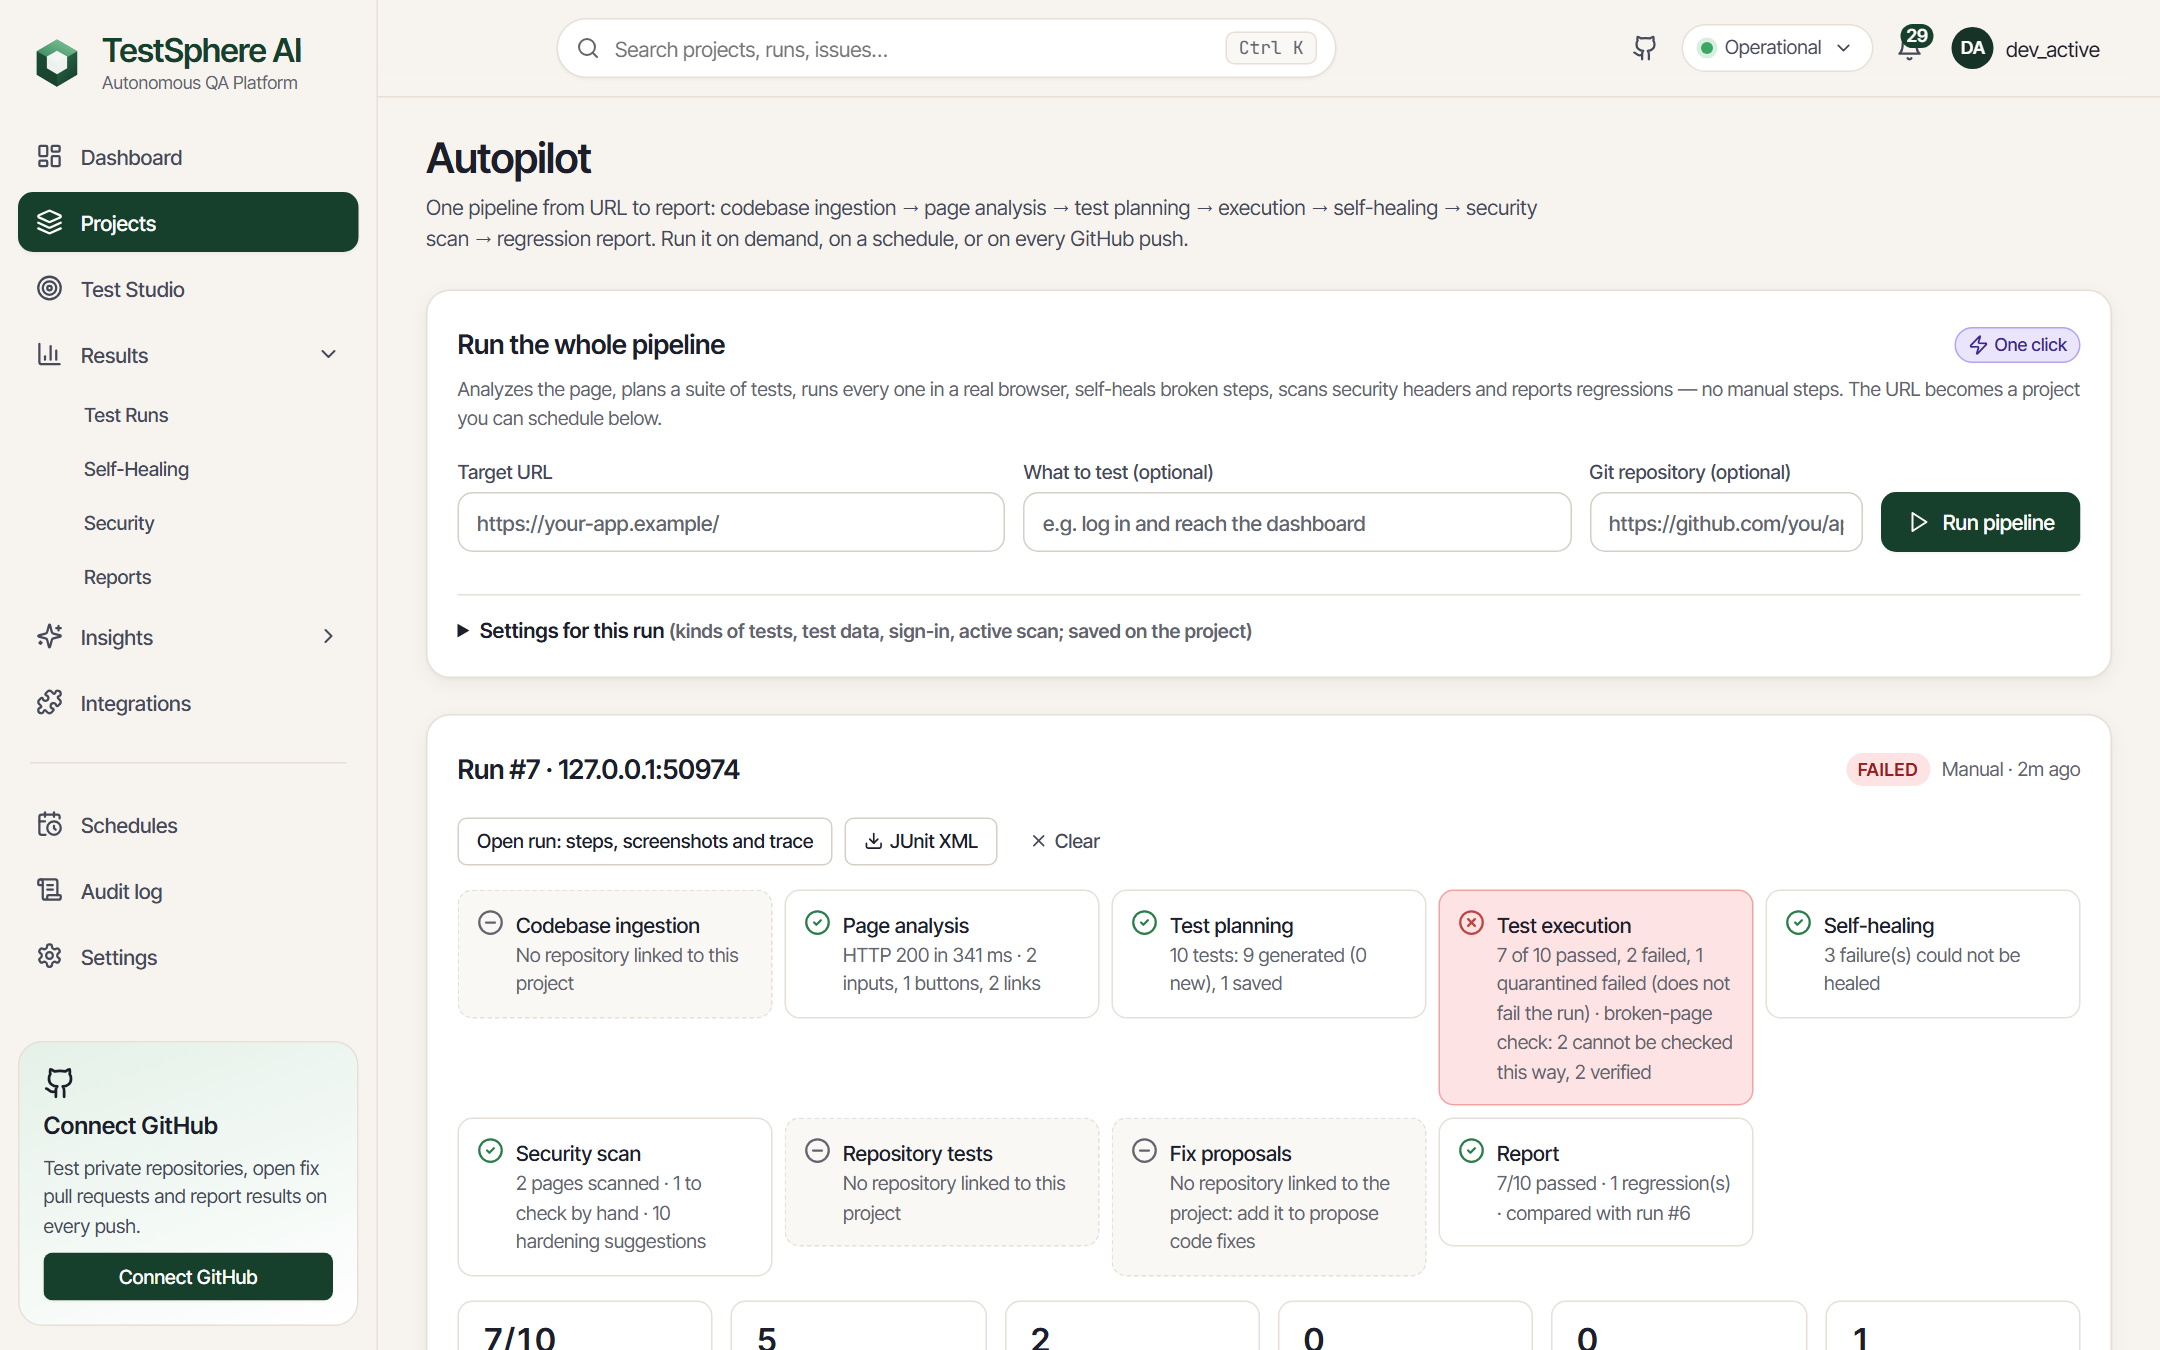 TestSphere AI
Autonomous QA Platform
Search projects, runs, issues...
Ctrl K
Operational
29
DA
dev_active
Dashboard
Projects
Test Studio
Results
Test Runs
Self-Healing
Security
Reports
Insights
Integrations
Schedules
Audit log
Settings
Connect GitHub
Test private repositories, open fix
pull requests and report results on
every push.
Connect GitHub
Autopilot
One pipeline from URL to report: codebase ingestion → page analysis → test planning → execution → self-healing → security
scan → regression report. Run it on demand, on a schedule, or on every GitHub push.
Run the whole pipeline
One click
Analyzes the page, plans a suite of tests, runs every one in a real browser, self-heals broken steps, scans security headers and reports regressions — no manual steps. The URL becomes a project
you can schedule below.
Target URL
What to test (optional)
Git repository (optional)
https://your-app.example/
e.g. log in and reach the dashboard
https://github.com/you/a
Run pipeline
Settings for this run (kinds of tests, test data, sign-in, active scan; saved on the project)
Run #7 · 127.0.0.1:50974
FAILED
Manual · 2m ago
Open run: steps, screenshots and trace
JUnit XML
Clear
Codebase ingestion
No repository linked to this
project
Page analysis
HTTP 200 in 341 ms · 2
inputs, 1 buttons, 2 links
Test planning
10 tests: 9 generated (0
new), 1 saved
Test execution
7 of 10 passed, 2 failed, 1
quarantined failed (does not
fail the run) · broken-page
check: 2 cannot be checked
this way, 2 verified
Self-healing
3 failure(s) could not be
healed
Security scan
2 pages scanned · 1 to
check by hand · 10
hardening suggestions
Repository tests
No repository linked to this
project
Fix proposals
No repository linked to the
project: add it to propose
code fixes
Report
7/10 passed · 1 regression(s)
· compared with run #6
7/10
5
2
0
0
1